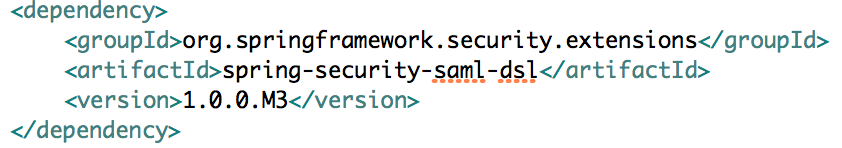 <dependency>
<groupId>org.springframework.security.extensions</groupId>
<artifactId>spring-security-saml-dsl</artifactId>
<version>1.0.0.M3</version>
</dependency>